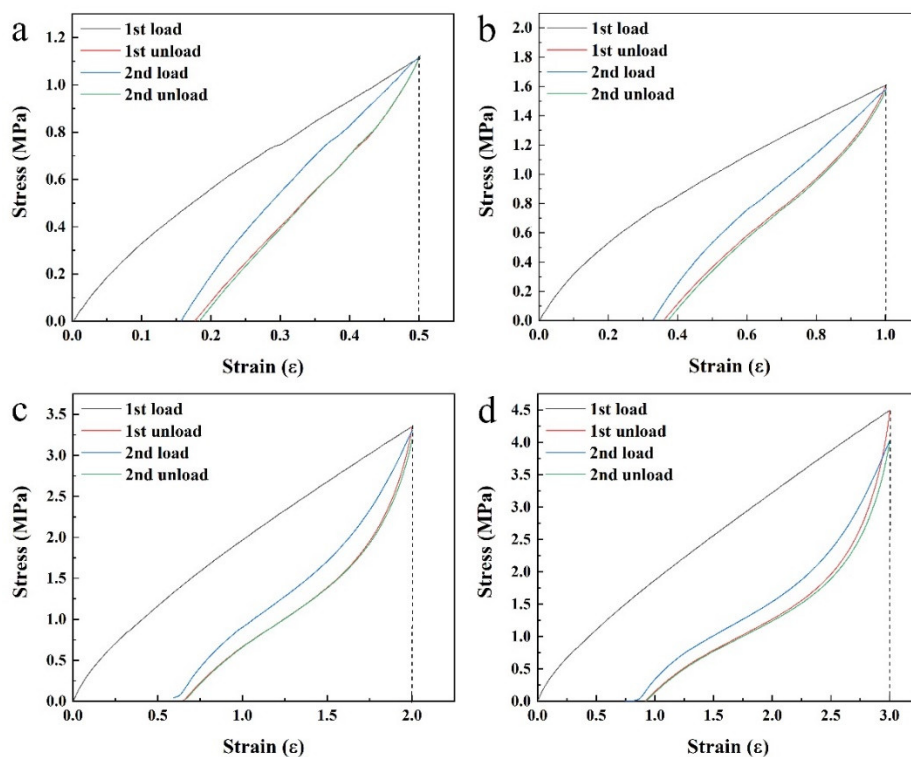 a
1st load
1st unload
2nd load
2nd unload
1.2
1.0
0.8
0.6
0.4
0.2
0.0
Stress (MPa)
0.0 0.1 0.2 0.3 0.4 0.5
Strain (ε)
b
1st load
1st unload
2nd load
2nd unload
2.0
1.8
1.6
1.4
1.2
1.0
0.8
0.6
0.4
0.2
0.0
Stress (MPa)
0.0 0.2 0.4 0.6 0.8 1.0
Strain (ε)
c
1st load
1st unload
2nd load
2nd unload
3.5
3.0
2.5
2.0
1.5
1.0
0.5
0.0
Stress (MPa)
0.0 0.5 1.0 1.5 2.0
Strain (ε)
d
1st load
1st unload
2nd load
2nd unload
4.5
4.0
3.5
3.0
2.5
2.0
1.5
1.0
0.5
0.0
Stress (MPa)
0.0 0.5 1.0 1.5 2.0 2.5 3.0
Strain (ε)